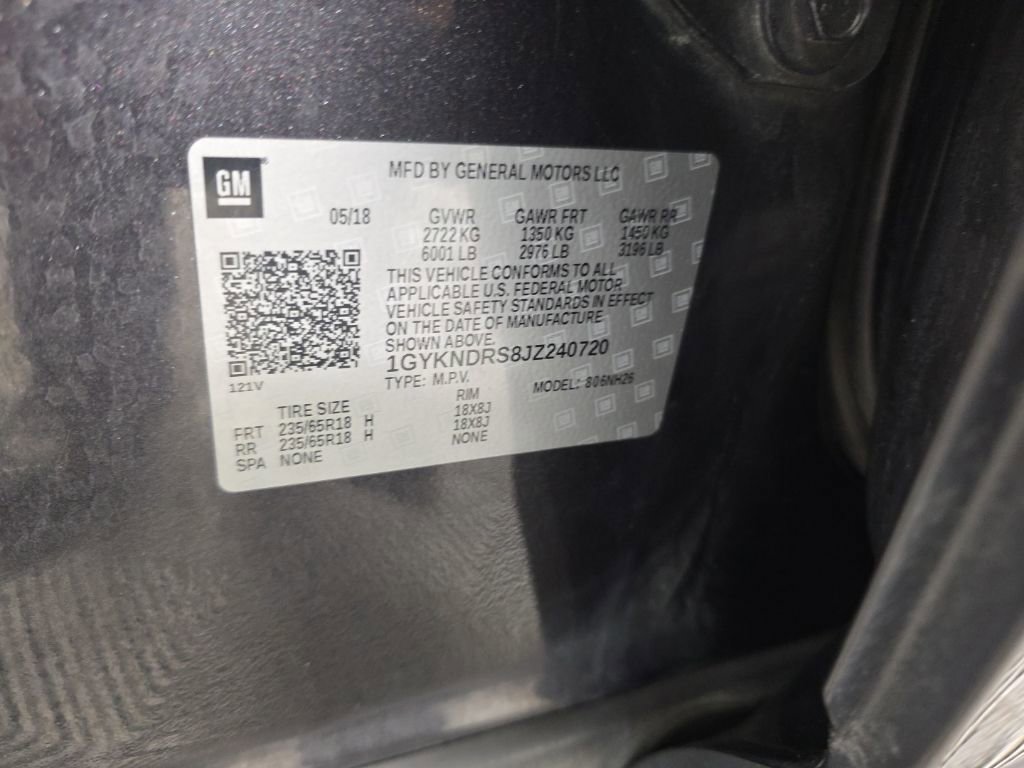 GM
MFD BY GENERAL MOTORS LLC
05/18 GVWR GAWR FRT GAWR RR
2722 KG 1350 KG 1450 KG
6001 LB 2976 LB 3196 LB
THIS VEHICLE CONFORMS TO ALL
APPLICABLE U.S. FEDERAL MOTOR
VEHICLE SAFETY STANDARDS IN EFFECT
ON THE DATE OF MANUFACTURE
SHOWN ABOVE.
1GYKNDRS8JZ240720
121V TYPE: M.P.V. MODEL: 806NH26
TIRE SIZE RIM
FRT 235/65R18 H 18X8J
RR 235/65R18 H 18X8J
SPA NONE NONE